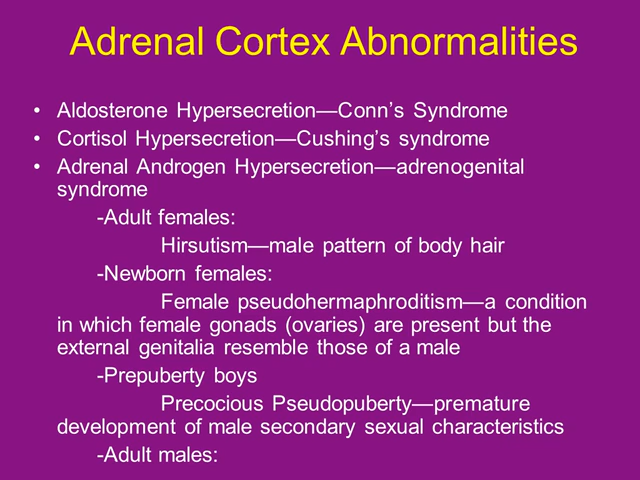 Adrenal Cortex Abnormalities
• Aldosterone Hypersecretion—Conn’s Syndrome
• Cortisol Hypersecretion—Cushing’s syndrome
• Adrenal Androgen Hypersecretion—adrenogenital
syndrome
-Adult females:
Hirsutism—male pattern of body hair
-Newborn females:
Female pseudohermaphroditism—a condition
in which female gonads (ovaries) are present but the
external genitalia resemble those of a male
-Prepuberty boys
Precocious Pseudopuberty—premature
development of male secondary sexual characteristics
-Adult males: